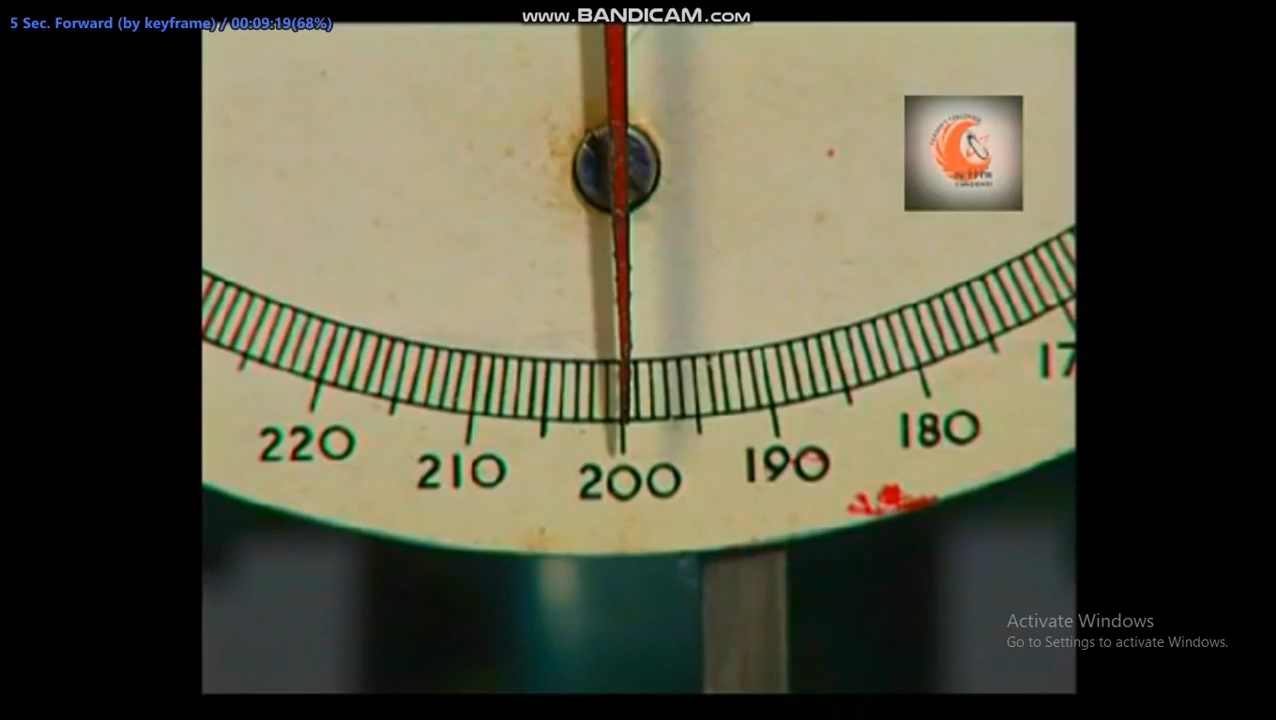 www.BANDICAM.com
5 Sec. Forward (by keyframe) / 00:09:19(68%)
220
210
200
190
180
17
Activate Windows
Go to Settings to activate Windows.